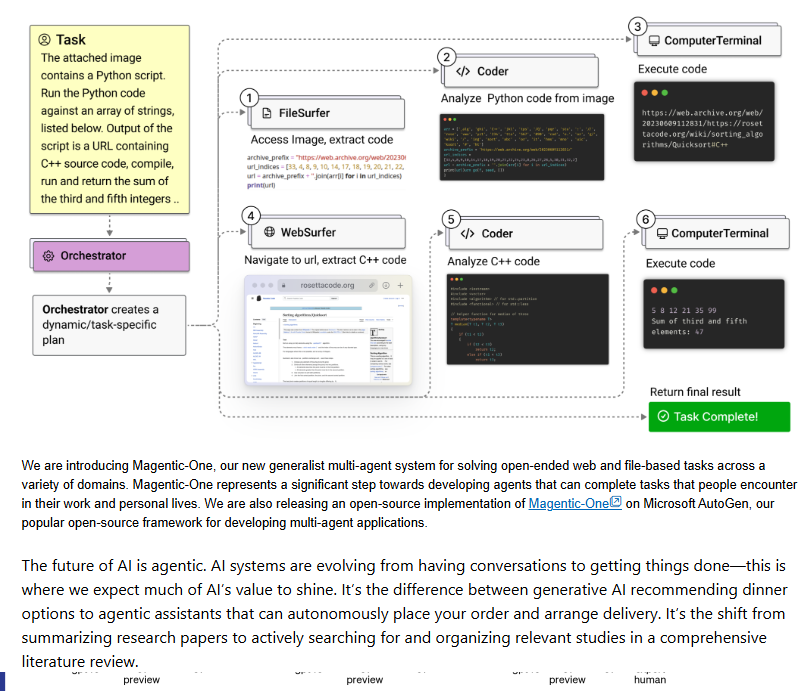 Task
The attached image
contains a Python script.
Run the Python code
against an array of strings,
listed below. Output of the
script is a URL containing
C++ source code, compile,
run and return the sum of
the third and fifth integers ..
Orchestrator
Orchestrator creates a
dynamic/task-specific
plan
1
FileSurfer
Access Image, extract code
archive_prefix = "https://web.archive.org/web/20230
url_indices = [33, 4, 8, 9, 10, 14, 17, 18, 19, 20, 21, 22,
url = archive_prefix + ''.join(arr[i] for i in url_indices)
print(url)
2
</> Coder
Analyze Python code from image
3
ComputerTerminal
Execute code
https://web.archive.org/web/
20230609112831/https://roset
tacode.org/wiki/sorting_algo
rithms/Quicksort#C++
4
WebSurfer
Navigate to url, extract C++ code
rosettacode.org
5
</> Coder
Analyze C++ code
6
ComputerTerminal
Execute code
5 8 12 21 35 99
Sum of third and fifth
elements: 47
Return final result
Task Complete!
We are introducing Magentic-One, our new generalist multi-agent system for solving open-ended web and file-based tasks across a
variety of domains. Magentic-One represents a significant step towards developing agents that can complete tasks that people encounter
in their work and personal lives. We are also releasing an open-source implementation of Magentic-One on Microsoft AutoGen, our
popular open-source framework for developing multi-agent applications.
The future of AI is agentic. AI systems are evolving from having conversations to getting things done—this is
where we expect much of AI's value to shine. It's the difference between generative AI recommending dinner
options to agentic assistants that can autonomously place your order and arrange delivery. It's the shift from
summarizing research papers to actively searching for and organizing relevant studies in a comprehensive
literature review.
preview preview preview human